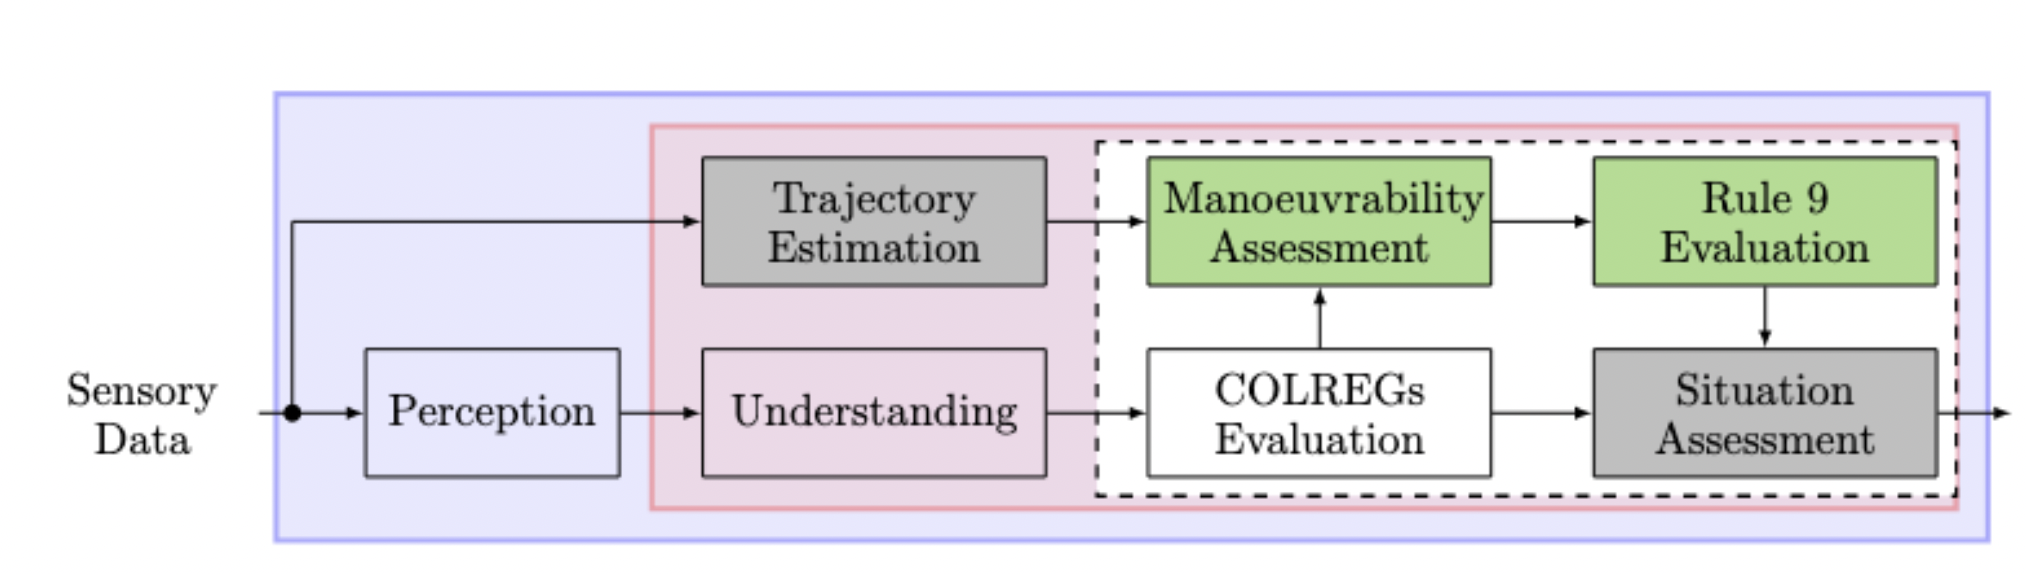 Trajectory
Estimation
Manoeuvrability
Assessment
Rule 9
Evaluation
Sensory
Data
Perception
Understanding
COLREGs
Evaluation
Situation
Assessment